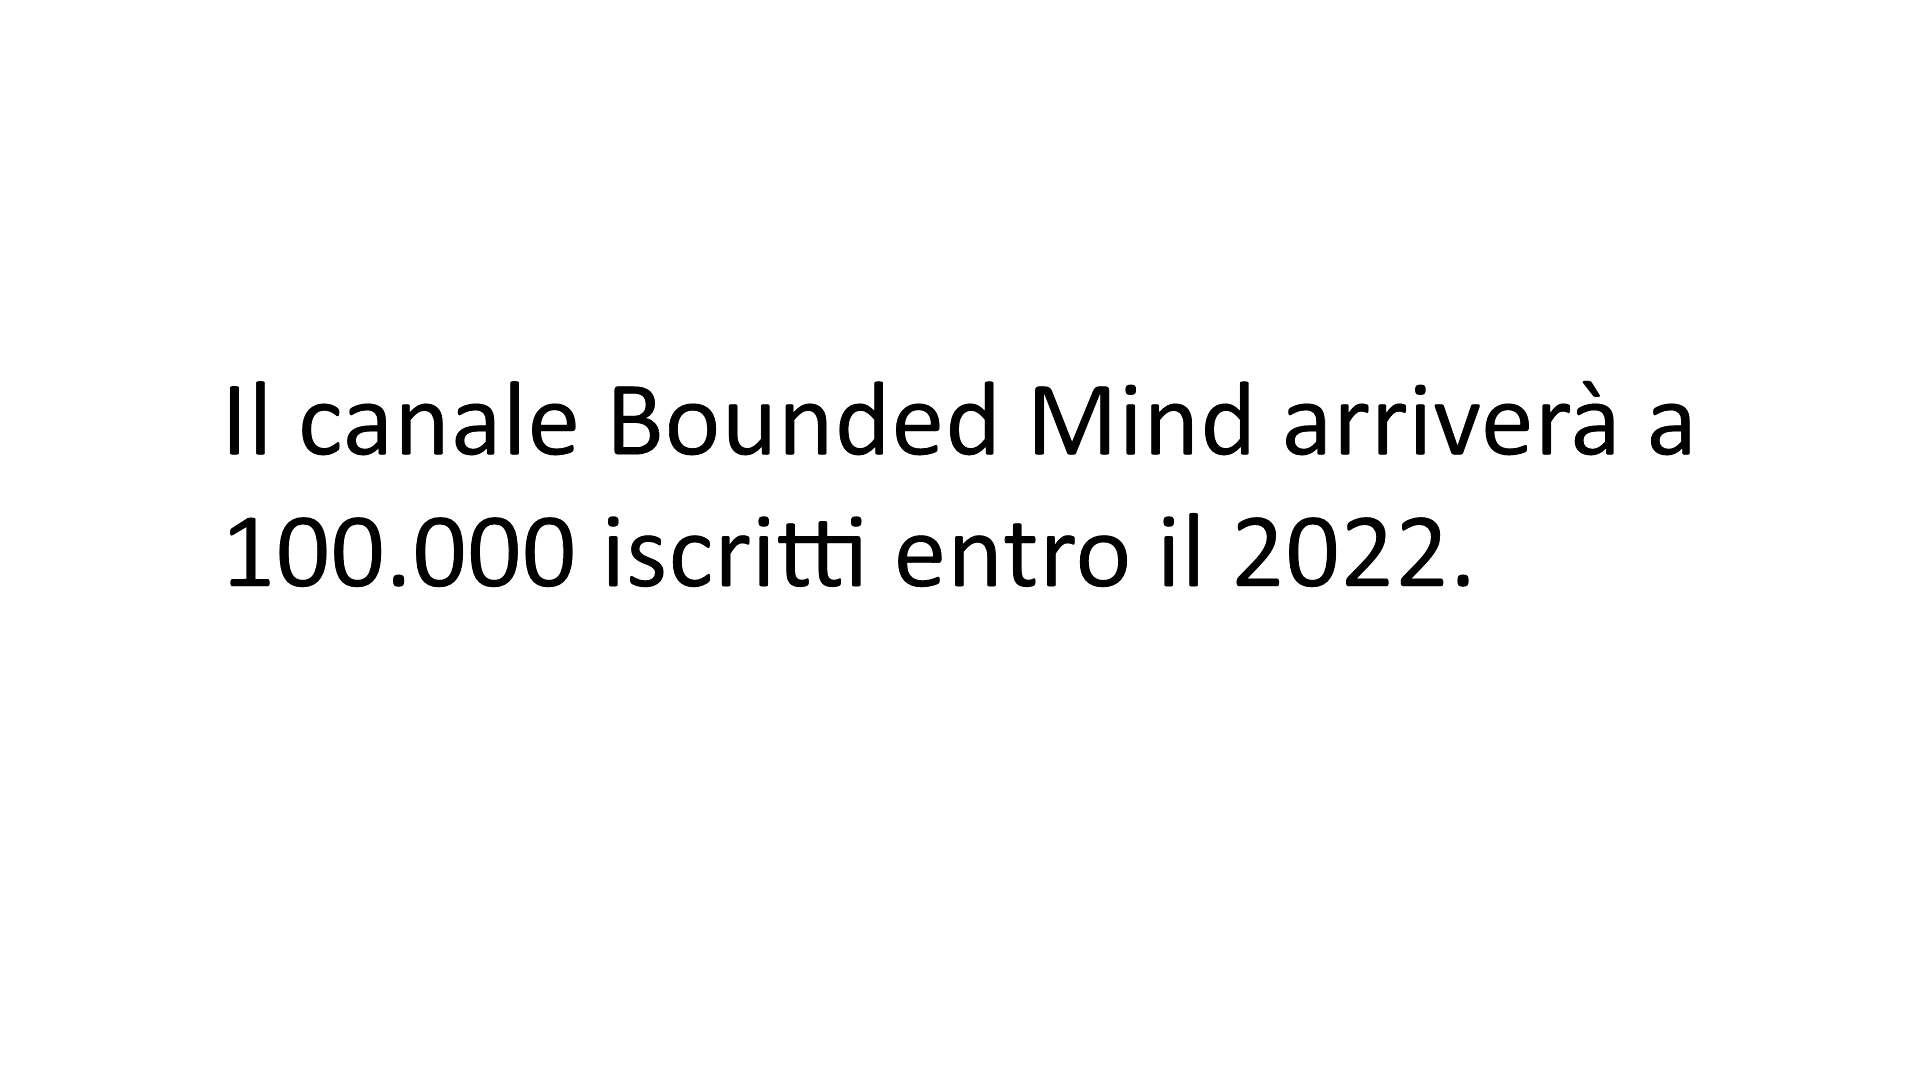 Il canale Bounded Mind arriverà a
100.000 iscritti entro il 2022.